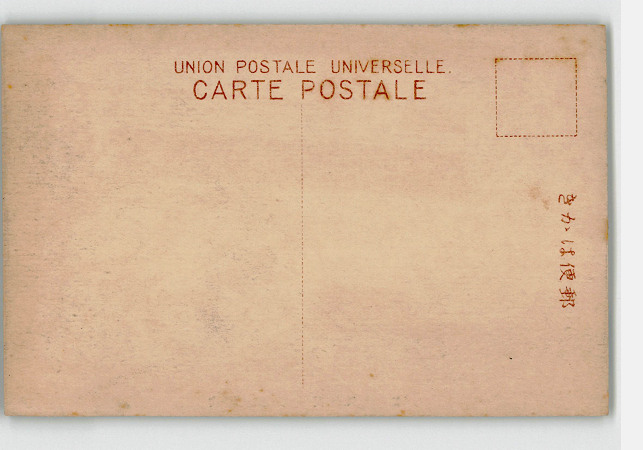 UNION POSTALE UNIVERSELLE.
CARTE POSTALE
郵便はかき